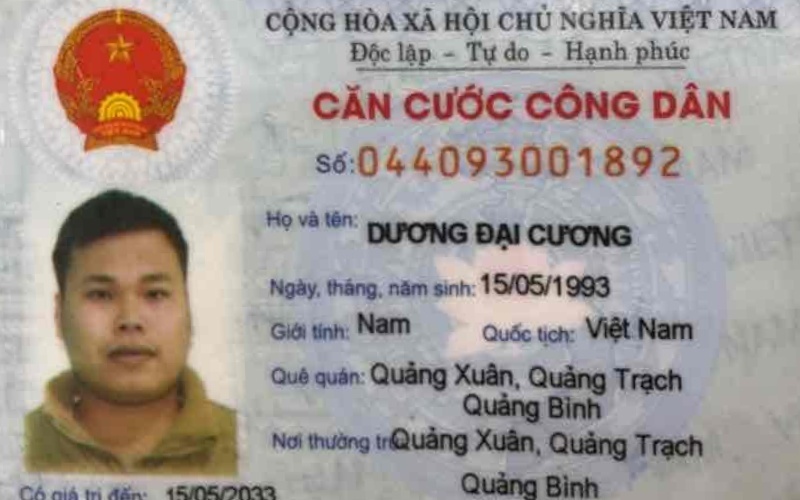 CỘNG HÒA XÃ HỘI CHỦ NGHĨA VIỆT NAM
Độc lập - Tự do - Hạnh phúc
CĂN CƯỚC CÔNG DÂN
Số: 044093001892
Họ và tên: DƯƠNG ĐẠI CƯƠNG
Ngày, tháng, năm sinh: 15/05/1993
Giới tính: Nam Quốc tịch: Việt Nam
Quê quán: Quảng Xuân, Quảng Trạch
Quảng Bình
Nơi thường tr Quảng Xuân, Quảng Trạch
Quảng Bình
Có giá trị đến: 15/05/2033